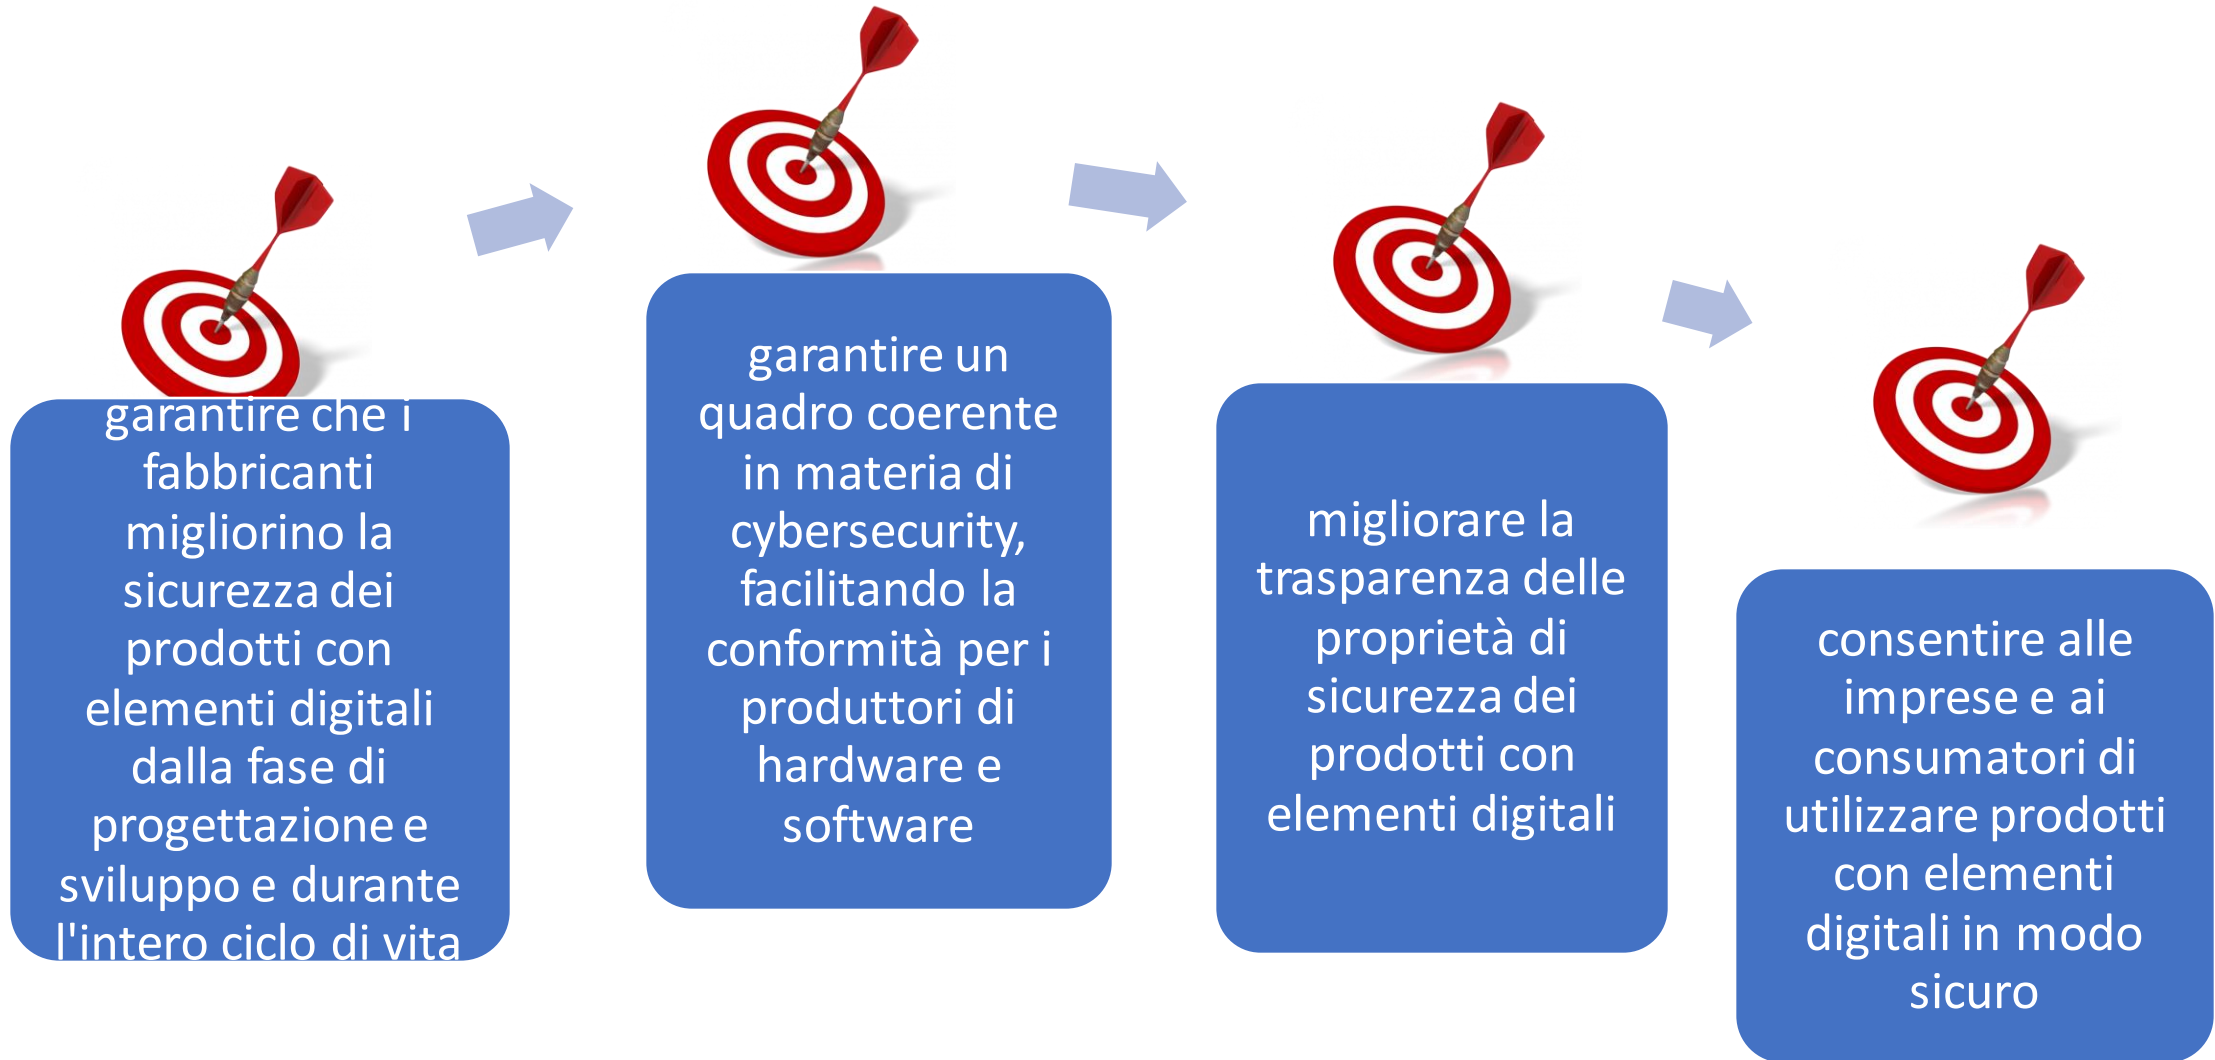 garantire che i
fabbricanti
migliorino la
sicurezza dei
prodotti con
elementi digitali
dalla fase di
progettazione e
sviluppo e durante
l'intero ciclo di vita
garantire un
quadro coerente
in materia di
cybersecurity,
facilitando la
conformità per i
produttori di
hardware e
software
migliorare la
trasparenza delle
proprietà di
sicurezza dei
prodotti con
elementi digitali
consentire alle
imprese e ai
consumatori di
utilizzare prodotti
con elementi
digitali in modo
sicuro